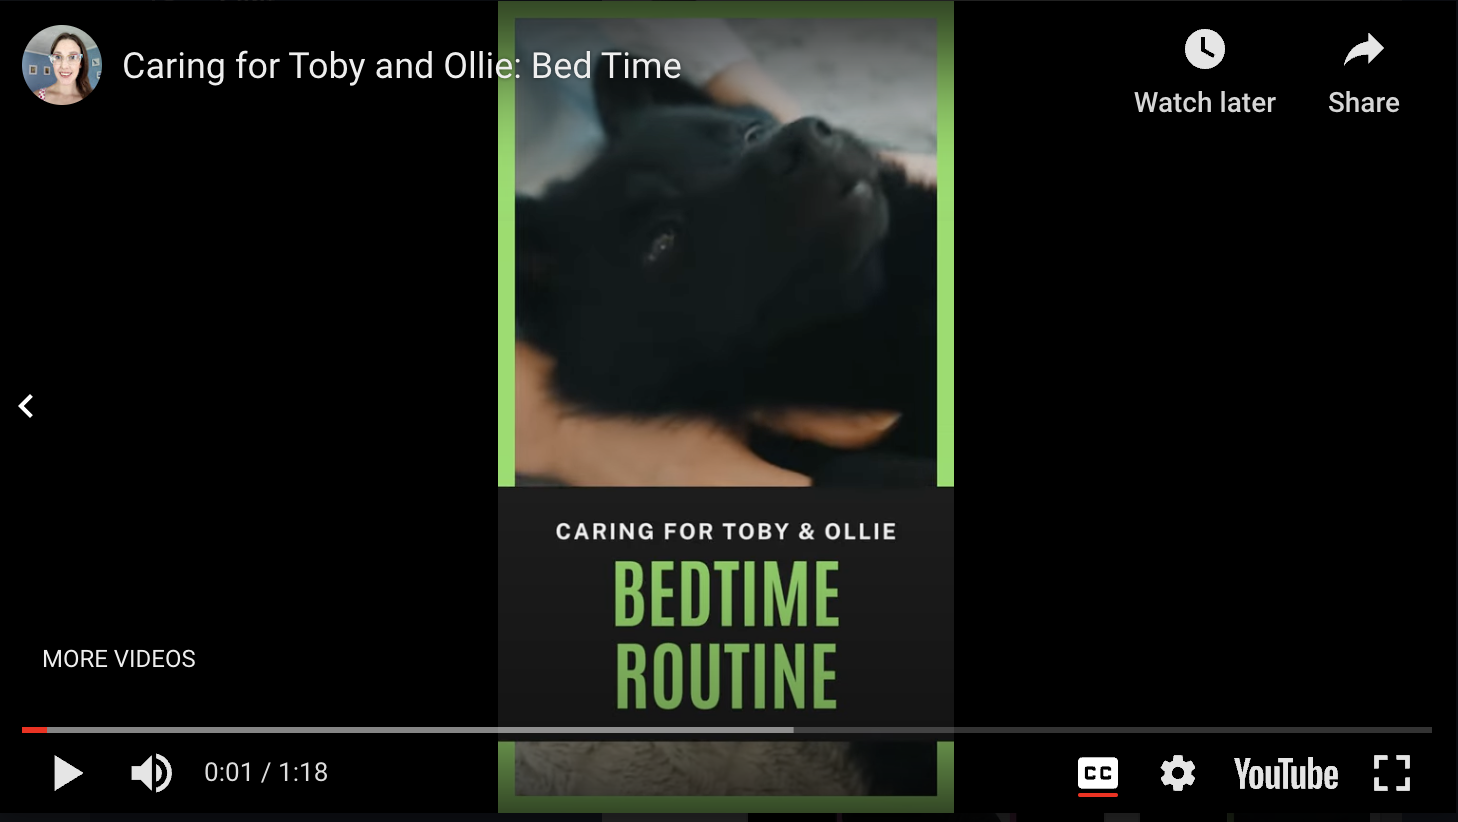 Caring for Toby and Ollie: Bed Time
Watch later
Share
CARING FOR TOBY & OLLIE
BEDTIME
ROUTINE
MORE VIDEOS
0:01 / 1:18
CC
YouTube